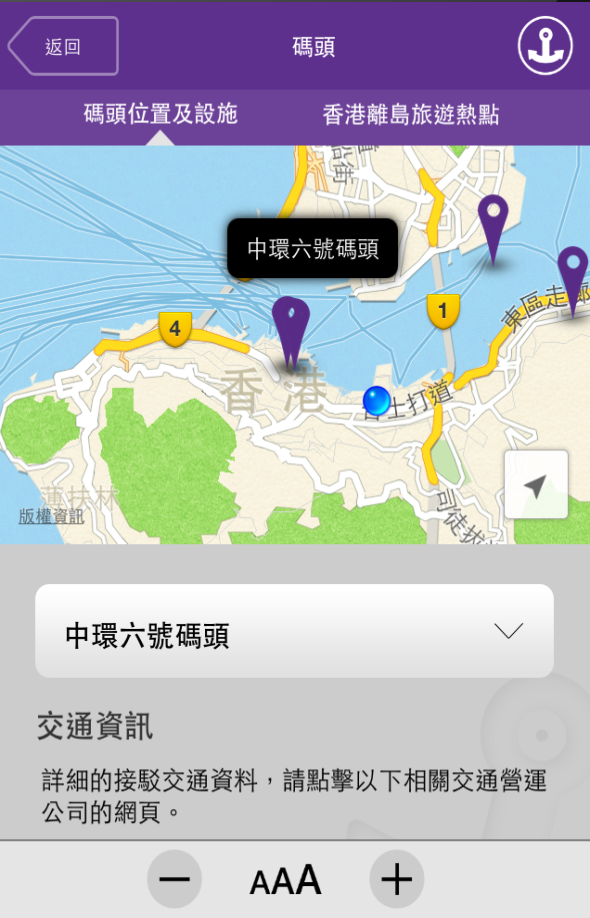 返回
碼頭
碼頭位置及設施
香港離島旅遊熱點
中環六號碼頭
1
4
東區走廊
香港
告士打道
薄扶林
版權資訊
中環六號碼頭
交通資訊
詳細的接駁交通資料，請點擊以下相關交通營運
公司的網頁。
AAA